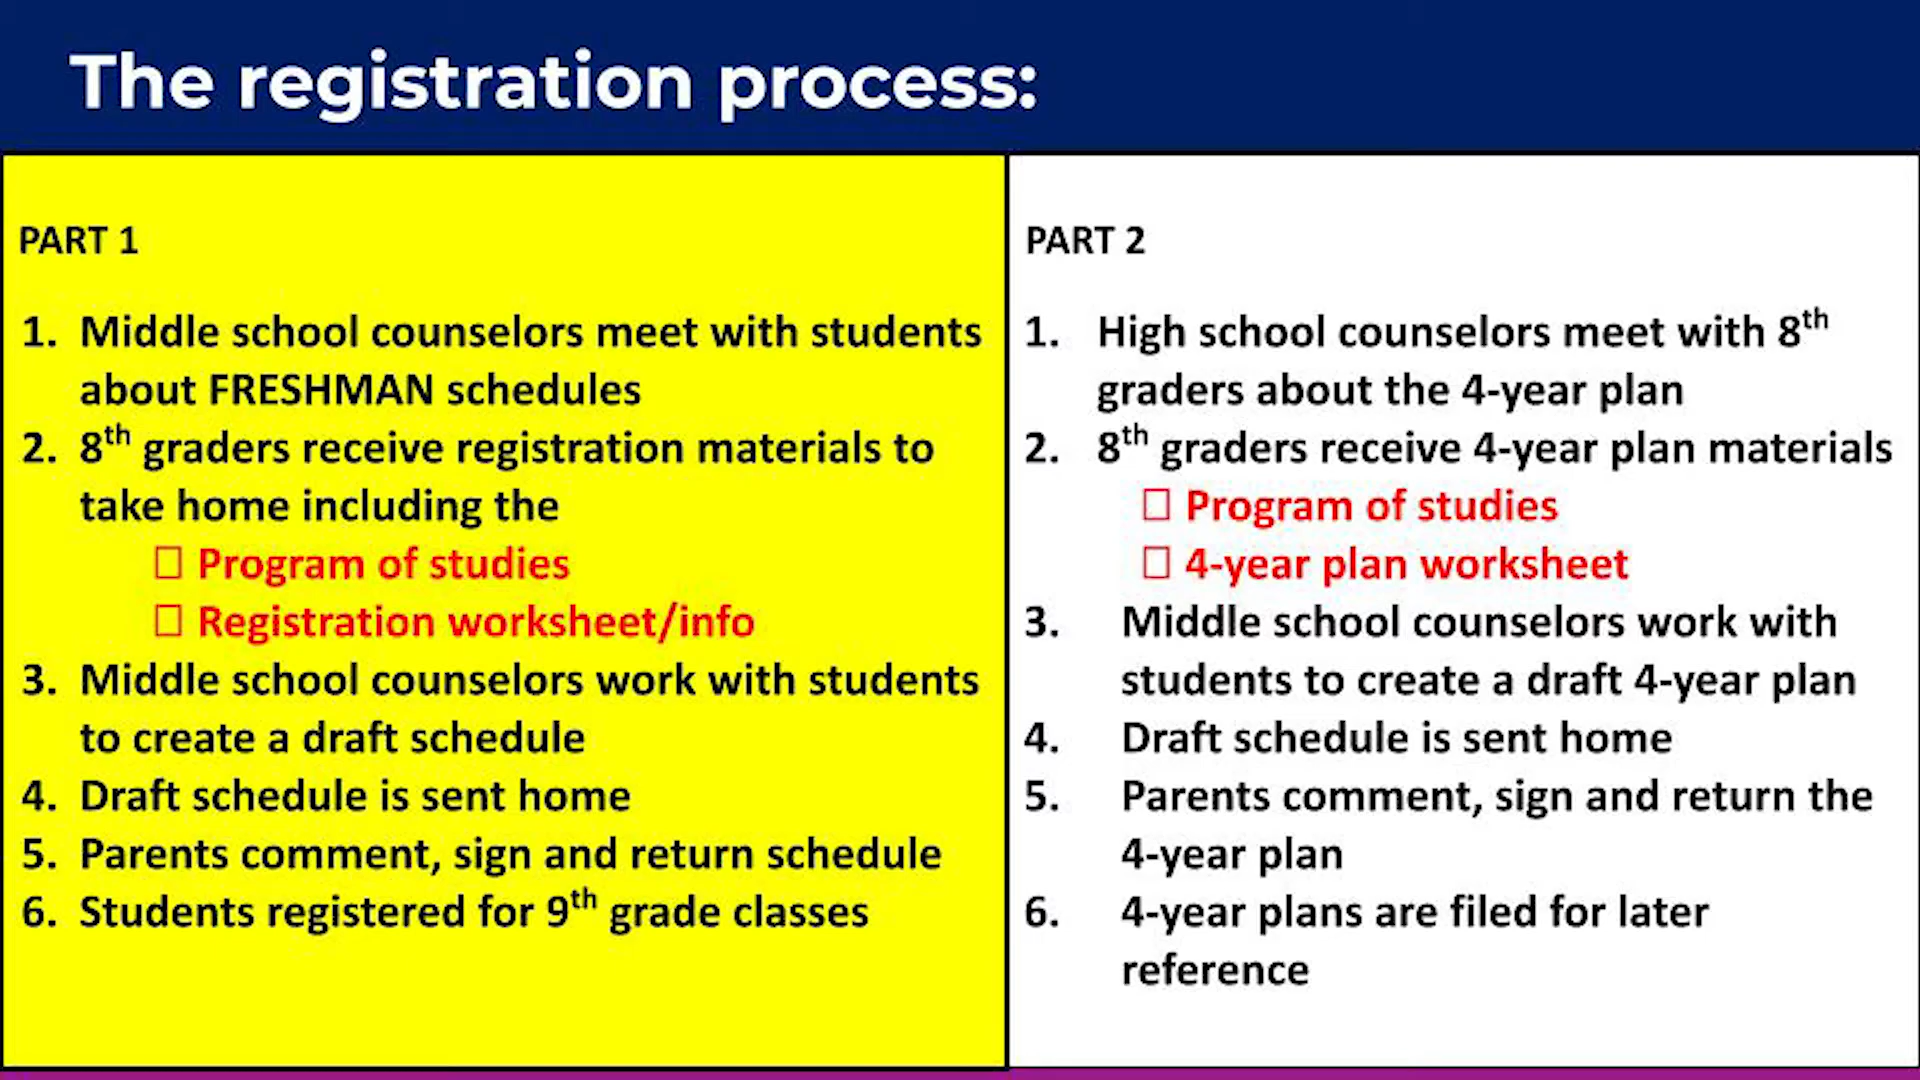 The registration process:
PART 1
1. Middle school counselors meet with students
about FRESHMAN schedules
2. 8th graders receive registration materials to
take home including the
□ Program of studies
□ Registration worksheet/info
3. Middle school counselors work with students
to create a draft schedule
4. Draft schedule is sent home
5. Parents comment, sign and return schedule
6. Students registered for 9th grade classes
PART 2
1. High school counselors meet with 8th
graders about the 4-year plan
2. 8th graders receive 4-year plan materials
□ Program of studies
□ 4-year plan worksheet
3. Middle school counselors work with
students to create a draft 4-year plan
4. Draft schedule is sent home
5. Parents comment, sign and return the
4-year plan
6. 4-year plans are filed for later
reference